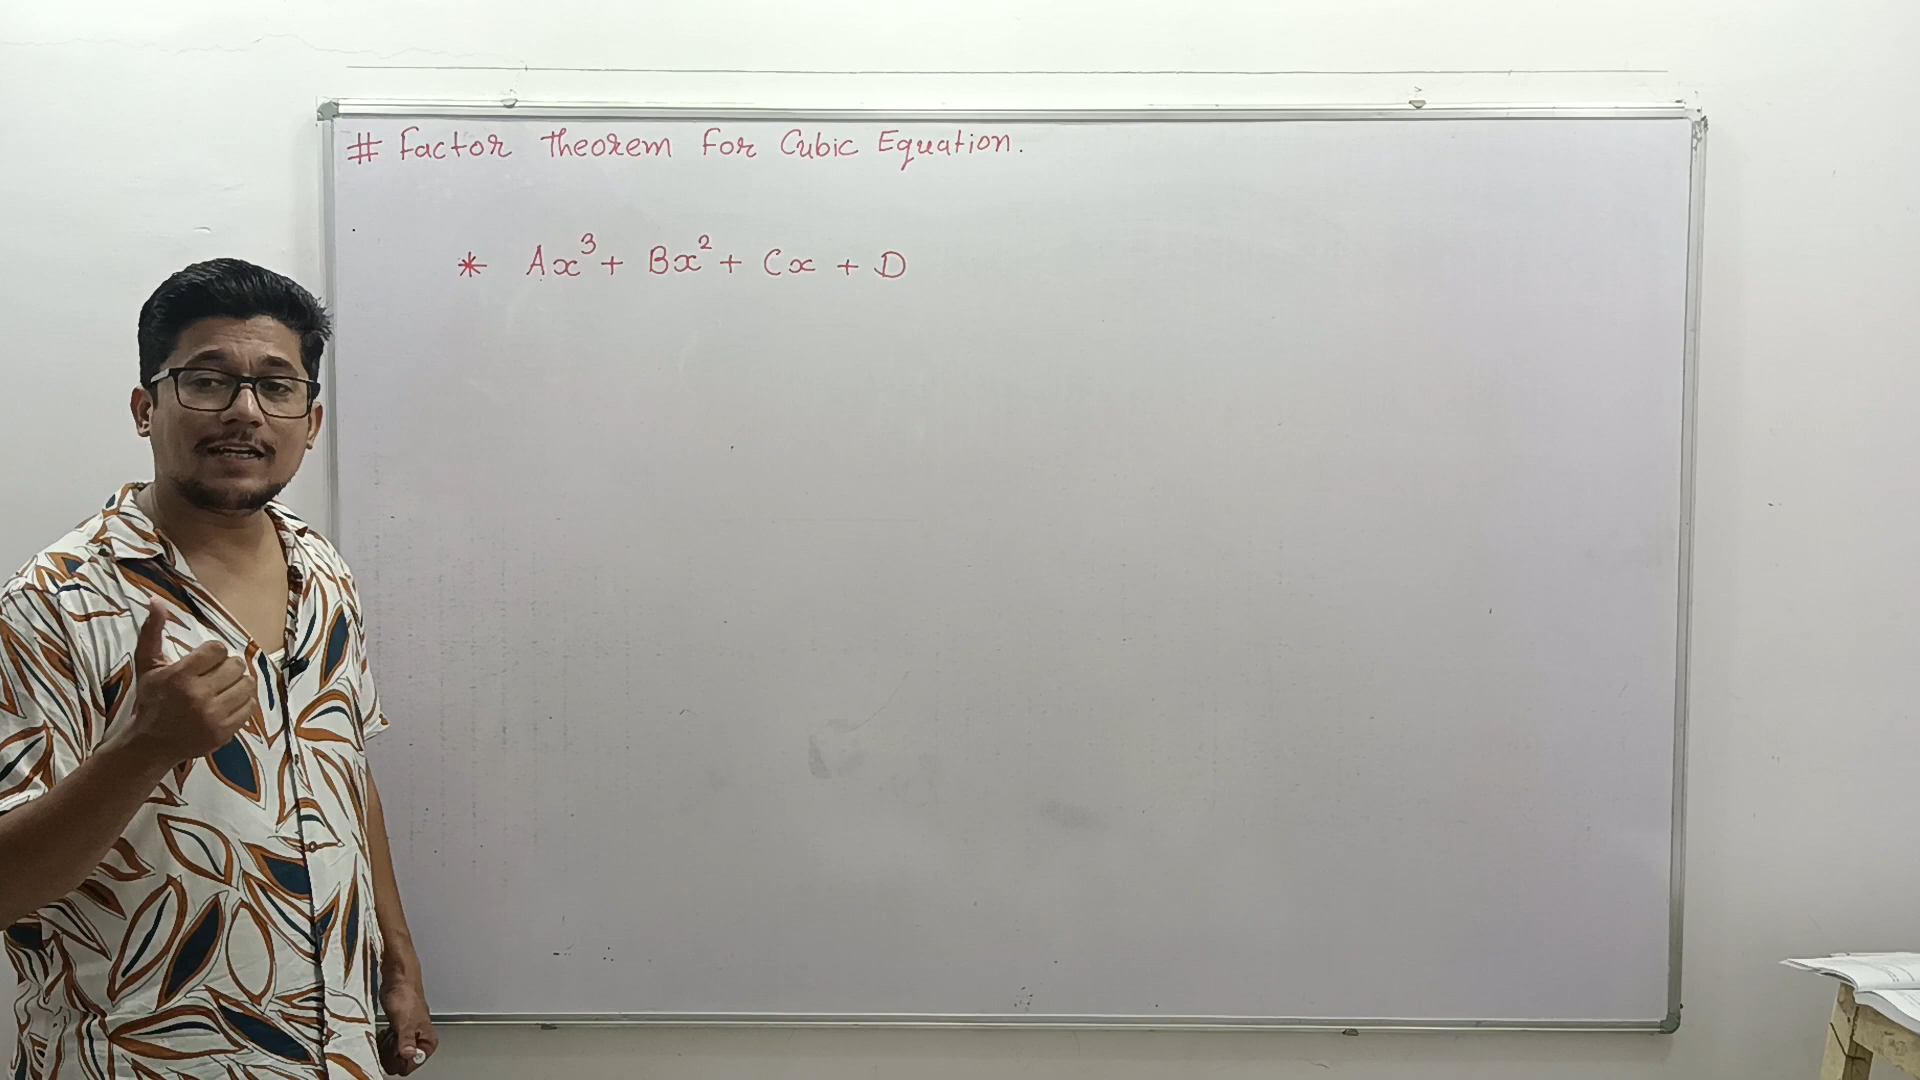 # Factor Theorem For Cubic Equation.
* Ax³ + Bx² + Cx + D